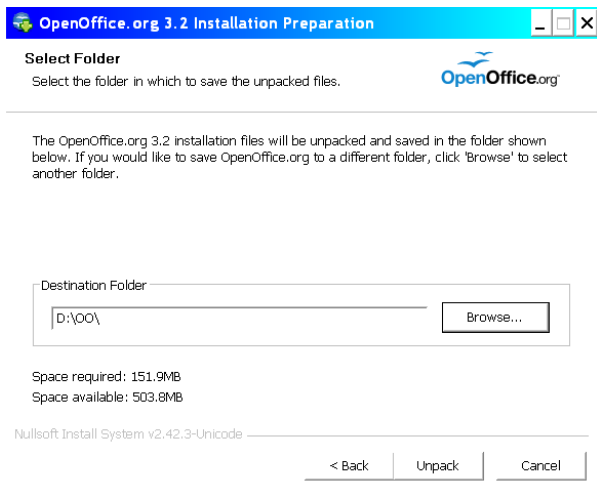 OpenOffice.org 3.2 Installation Preparation
Select Folder
Select the folder in which to save the unpacked files.
OpenOffice.org
The OpenOffice.org 3.2 installation files will be unpacked and saved in the folder shown
below. If you would like to save OpenOffice.org to a different folder, click 'Browse' to select
another folder.
Destination Folder
D:\OO\
Browse...
Space required: 151.9MB
Space available: 503.8MB
Nullsoft Install System v2.42.3-Unicode
< Back Unpack Cancel